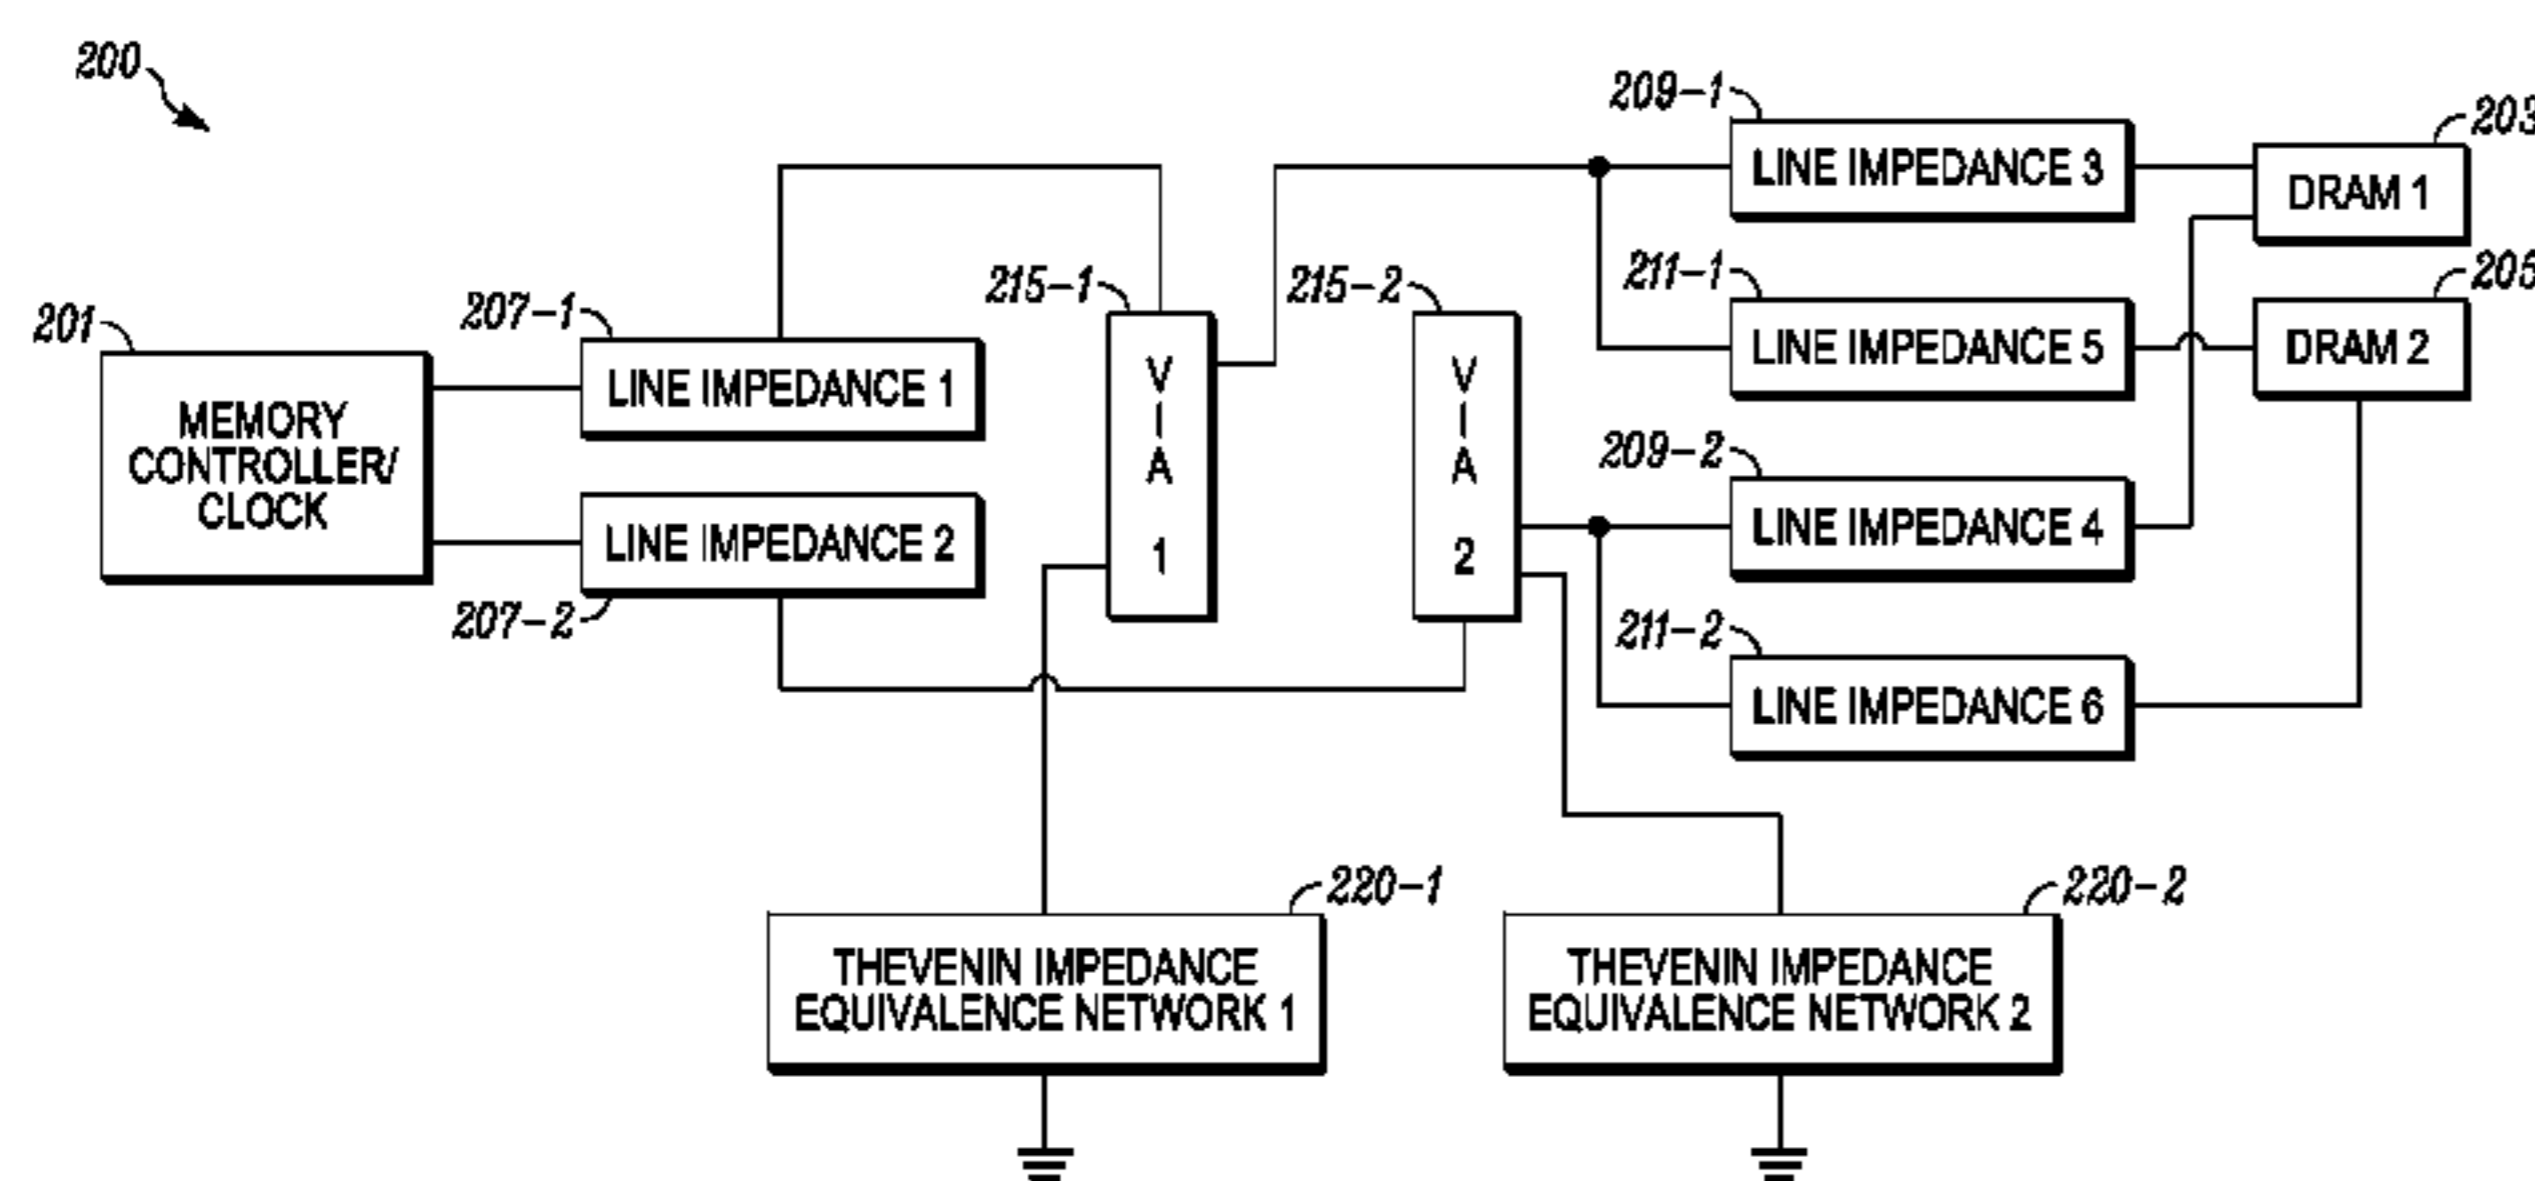 200
201
MEMORY
CONTROLLER/
CLOCK
207-1
LINE IMPEDANCE 1
LINE IMPEDANCE 2
207-2
215-1
V
I
A
1
215-2
V
I
A
2
209-1
LINE IMPEDANCE 3
211-1
LINE IMPEDANCE 5
209-2
LINE IMPEDANCE 4
211-2
LINE IMPEDANCE 6
203
DRAM 1
205
DRAM 2
220-1
THEVENIN IMPEDANCE
EQUIVALENCE NETWORK 1
220-2
THEVENIN IMPEDANCE
EQUIVALENCE NETWORK 2